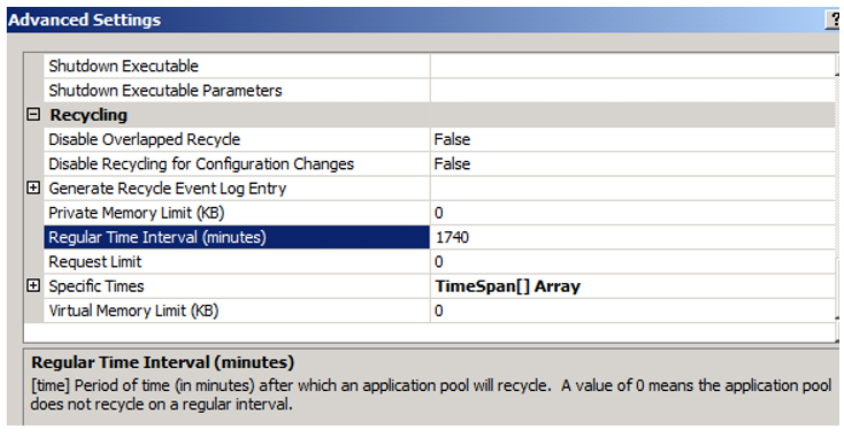 Advanced Settings ?
Shutdown Executable
Shutdown Executable Parameters
Recycling
Disable Overlapped Recycle False
Disable Recycling for Configuration Changes False
Generate Recycle Event Log Entry
Private Memory Limit (KB) 0
Regular Time Interval (minutes) 1740
Request Limit 0
Specific Times TimeSpan[] Array
Virtual Memory Limit (KB) 0
Regular Time Interval (minutes)
[time] Period of time (in minutes) after which an application pool will recycle. A value of 0 means the application pool
does not recycle on a regular interval.